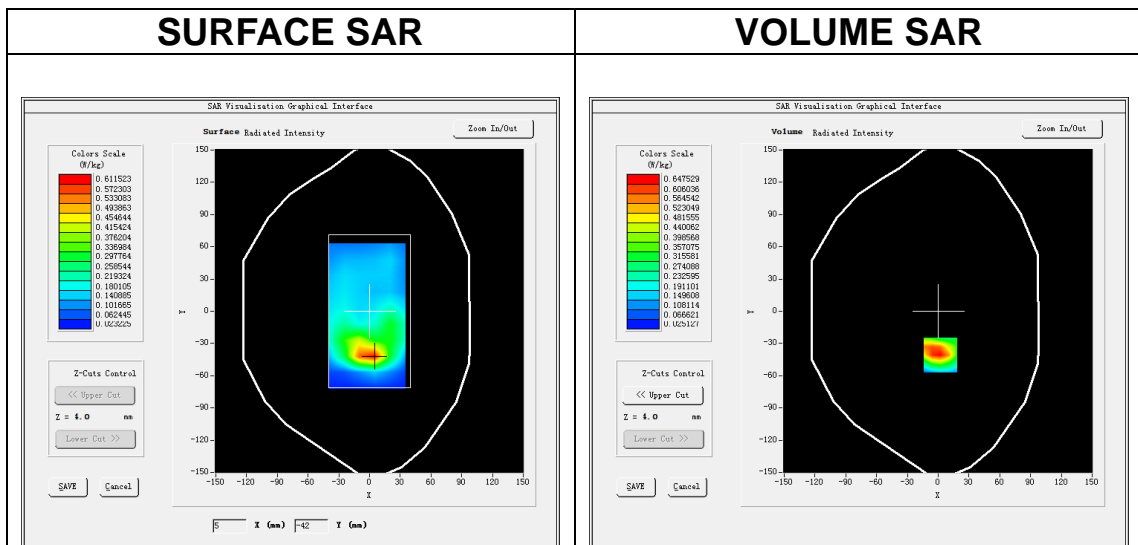 SURFACE SAR
VOLUME SAR
SAR Visualisation Graphical Interface
Surface Radiated Intensity
Zoom In/Out
Colors Scale
(W/kg)
0.611523
0.572303
0.533083
0.493863
0.454644
0.415424
0.376204
0.336984
0.297764
0.258544
0.219324
0.180105
0.140885
0.101665
0.062445
0.023225
150
120
90
60
30
0
-30
-60
-90
-120
-150
Y
-150 -120 -90 -60 -30 0 30 60 90 120 150
X
Z-Cuts Control
<< Upper Cut
Z = 4.0 mm
Lower Cut >>
SAVE Cancel
5 X (mm) -42 Y (mm)
SAR Visualisation Graphical Interface
Volume Radiated Intensity
Zoom In/Out
Colors Scale
(W/kg)
0.647529
0.606036
0.564542
0.523049
0.481555
0.440062
0.398568
0.357075
0.315581
0.274088
0.232595
0.191101
0.149608
0.108114
0.066621
0.025127
150
120
90
60
30
0
-30
-60
-90
-120
-150
Y
-150 -120 -90 -60 -30 0 30 60 90 120 150
X
Z-Cuts Control
<< Upper Cut
Z = 4.0 mm
Lower Cut >>
SAVE Cancel